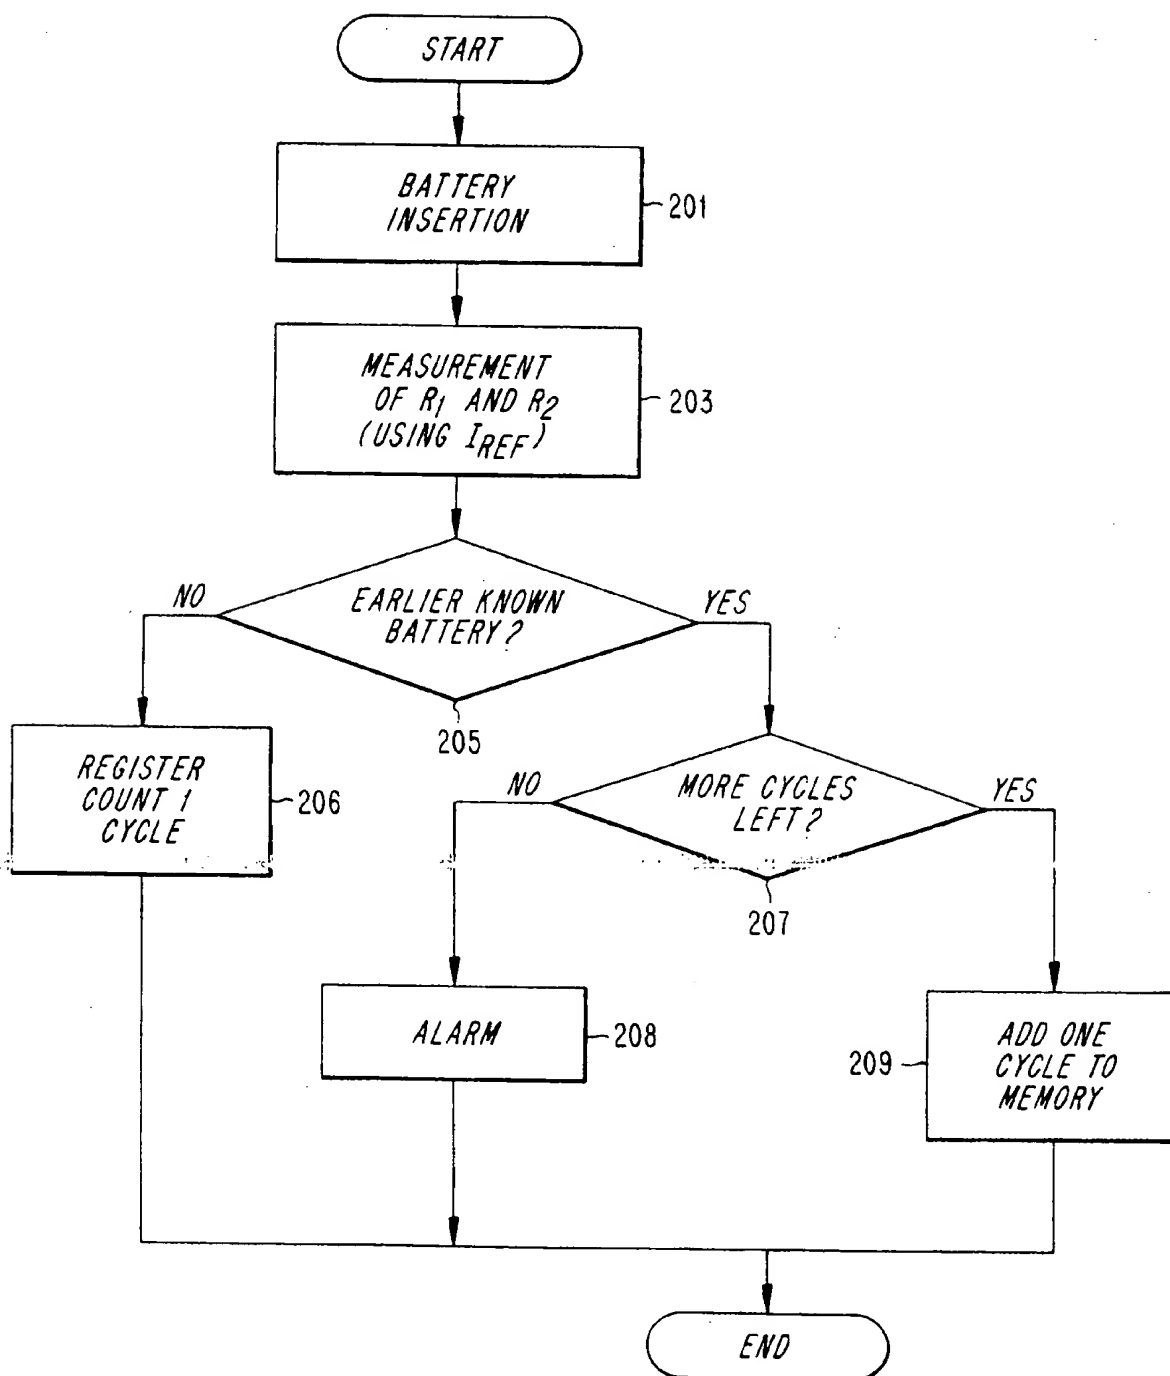 START
BATTERY
INSERTION
201
MEASUREMENT
OF R1 AND R2
(USING IREF)
203
NO
EARLIER KNOWN
BATTERY?
YES
205
REGISTER
COUNT 1
CYCLE
206
NO
MORE CYCLES
LEFT?
YES
207
ALARM
208
209
ADD ONE
CYCLE TO
MEMORY
END